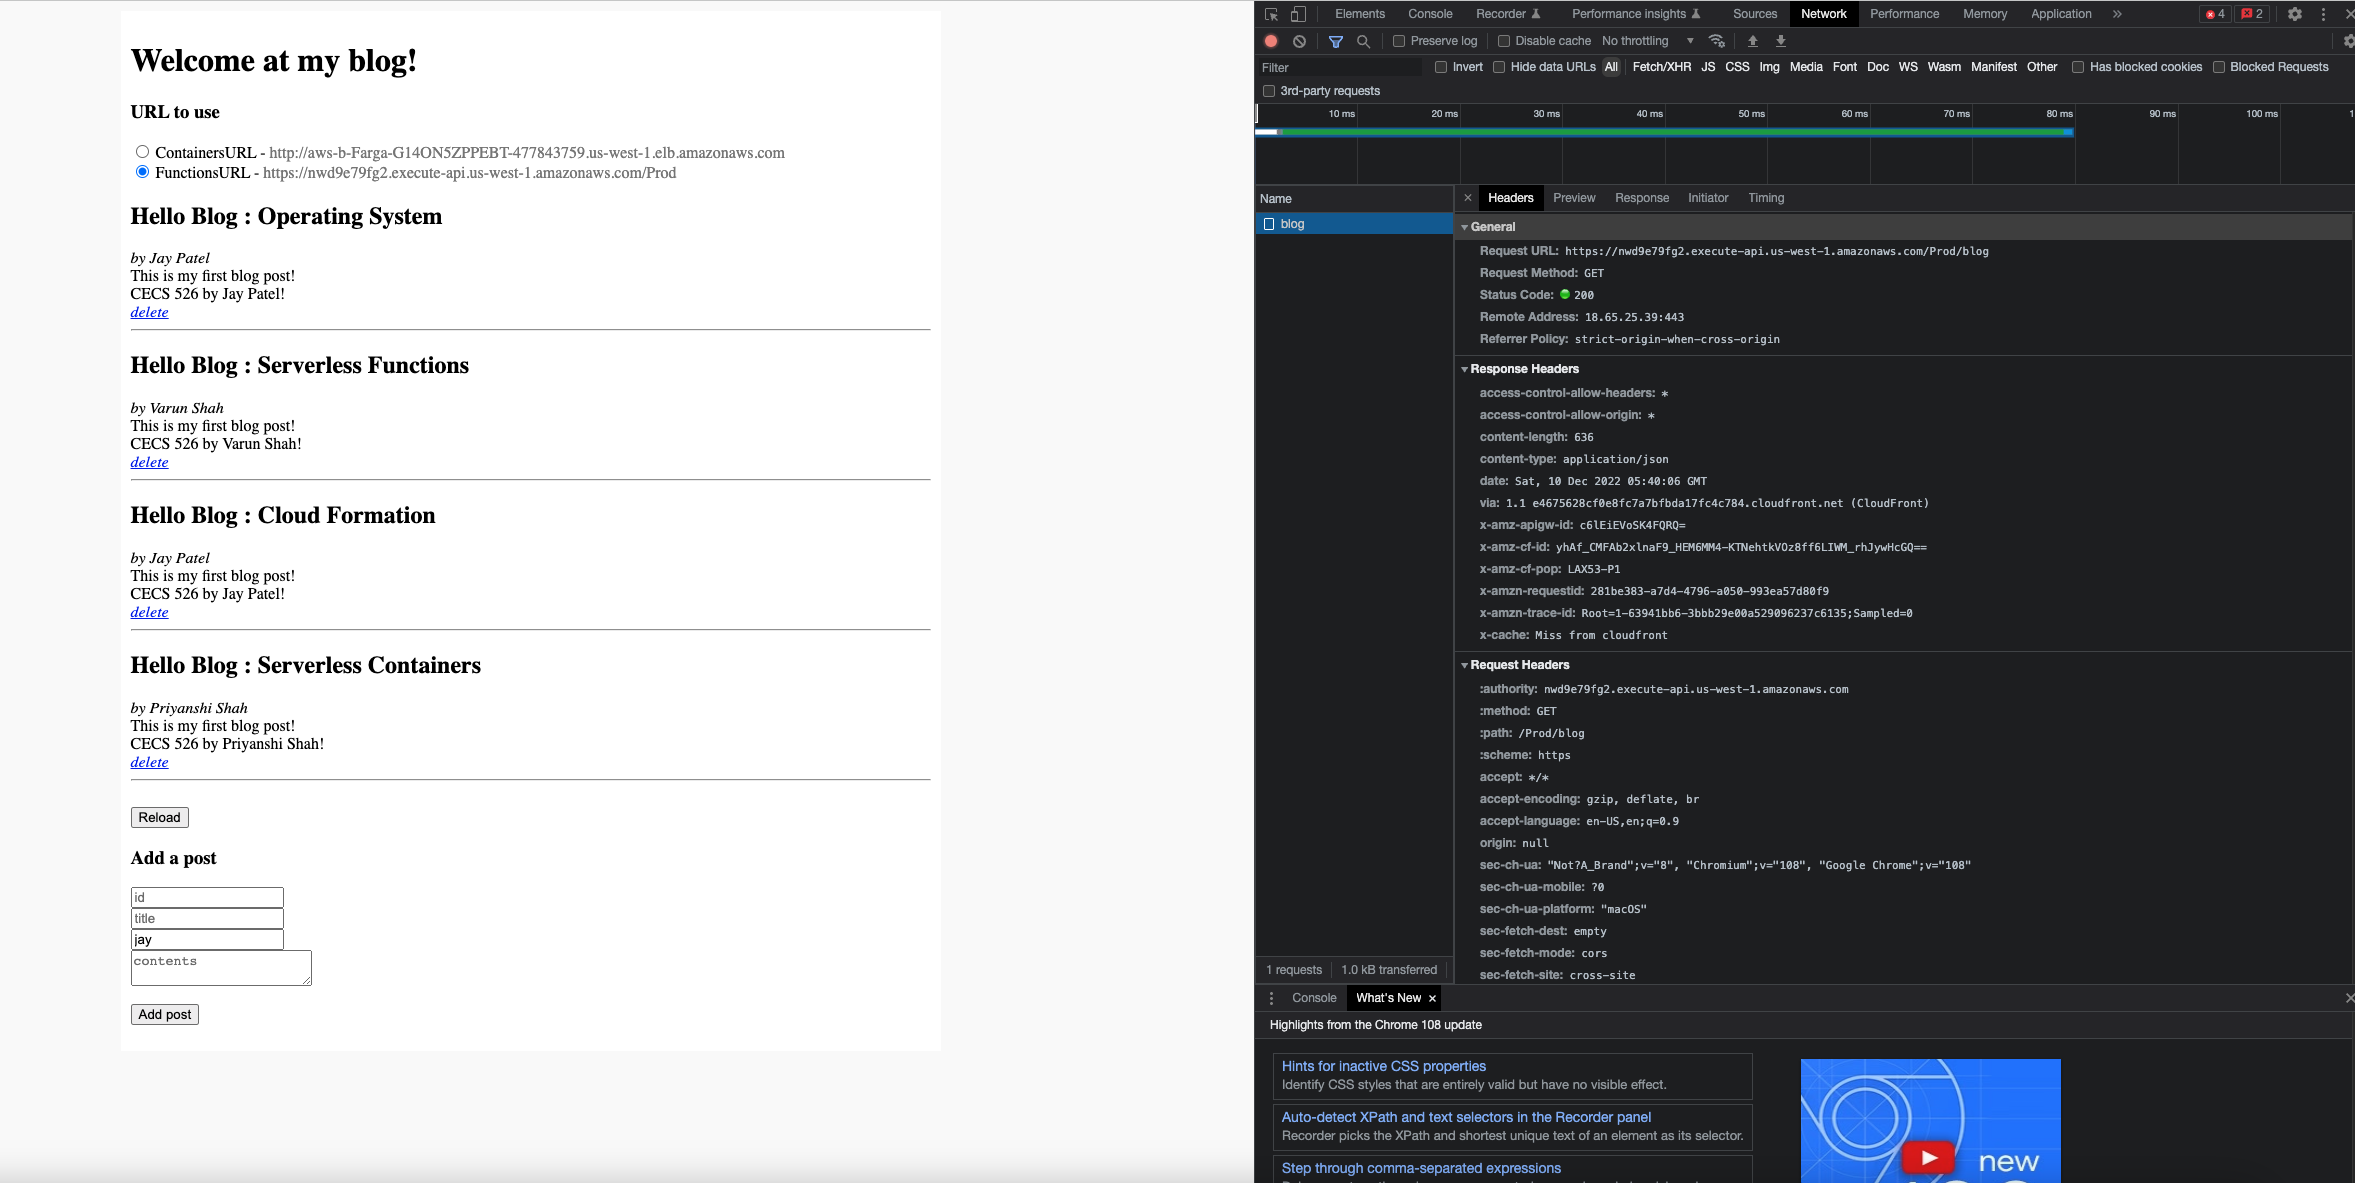 Welcome at my blog!
URL to use
ContainersURL - http://aws-b-Farga-G14ON5ZPPEBT-477843759.us-west-1.elb.amazonaws.com
FunctionsURL - https://nwd9e79fg2.execute-api.us-west-1.amazonaws.com/Prod
Hello Blog : Operating System
by Jay Patel
This is my first blog post!
CECS 526 by Jay Patel!
delete
Hello Blog : Serverless Functions
by Varun Shah
This is my first blog post!
CECS 526 by Varun Shah!
delete
Hello Blog : Cloud Formation
by Jay Patel
This is my first blog post!
CECS 526 by Jay Patel!
delete
Hello Blog : Serverless Containers
by Priyanshi Shah
This is my first blog post!
CECS 526 by Priyanshi Shah!
delete
Reload
Add a post
id
title
jay
contents
Add post
Elements Console Recorder Performance insights Sources Network Performance Memory Application » 4 2
Preserve log Disable cache No throttling
Filter Invert Hide data URLs All Fetch/XHR JS CSS Img Media Font Doc WS Wasm Manifest Other Has blocked cookies Blocked Requests
3rd-party requests
10 ms 20 ms 30 ms 40 ms 50 ms 60 ms 70 ms 80 ms 90 ms 100 ms 1
Name
blog
1 requests 1.0 kB transferred
× Headers Preview Response Initiator Timing
General
Request URL: https://nwd9e79fg2.execute-api.us-west-1.amazonaws.com/Prod/blog
Request Method: GET
Status Code: 200
Remote Address: 18.65.25.39:443
Referrer Policy: strict-origin-when-cross-origin
Response Headers
access-control-allow-headers: *
access-control-allow-origin: *
content-length: 636
content-type: application/json
date: Sat, 10 Dec 2022 05:40:06 GMT
via: 1.1 e4675628cf0e8fc7a7bfbda17fc4c784.cloudfront.net (CloudFront)
x-amz-apigw-id: c6lEiEVoSK4FQRQ=
x-amz-cf-id: yhAf_CMFAb2xlnaF9_HEM6MM4-KTNehtkVOz8ff6LIWM_rhJywHcGQ==
x-amz-cf-pop: LAX53-P1
x-amzn-requestid: 281be383-a7d4-4796-a050-993ea57d80f9
x-amzn-trace-id: Root=1-63941bb6-3bbb29e00a529096237c6135;Sampled=0
x-cache: Miss from cloudfront
Request Headers
:authority: nwd9e79fg2.execute-api.us-west-1.amazonaws.com
:method: GET
:path: /Prod/blog
:scheme: https
accept: */*
accept-encoding: gzip, deflate, br
accept-language: en-US,en;q=0.9
origin: null
sec-ch-ua: "Not?A_Brand";v="8", "Chromium";v="108", "Google Chrome";v="108"
sec-ch-ua-mobile: ?0
sec-ch-ua-platform: "macOS"
sec-fetch-dest: empty
sec-fetch-mode: cors
sec-fetch-site: cross-site
Console What's New ×
Highlights from the Chrome 108 update
Hints for inactive CSS properties
Identify CSS styles that are entirely valid but have no visible effect.
Auto-detect XPath and text selectors in the Recorder panel
Recorder picks the XPath and shortest unique text of an element as its selector.
Step through comma-separated expressions
new